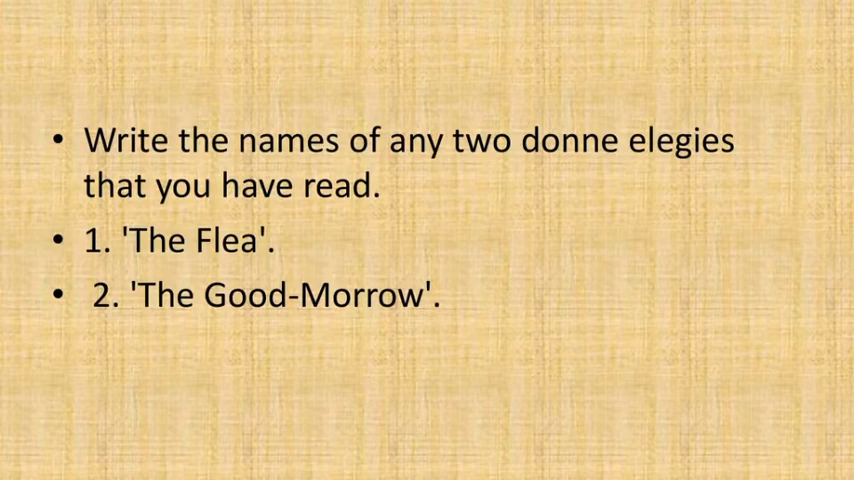 • Write the names of any two donne elegies
that you have read.
• 1. 'The Flea'.
• 2. 'The Good-Morrow'.